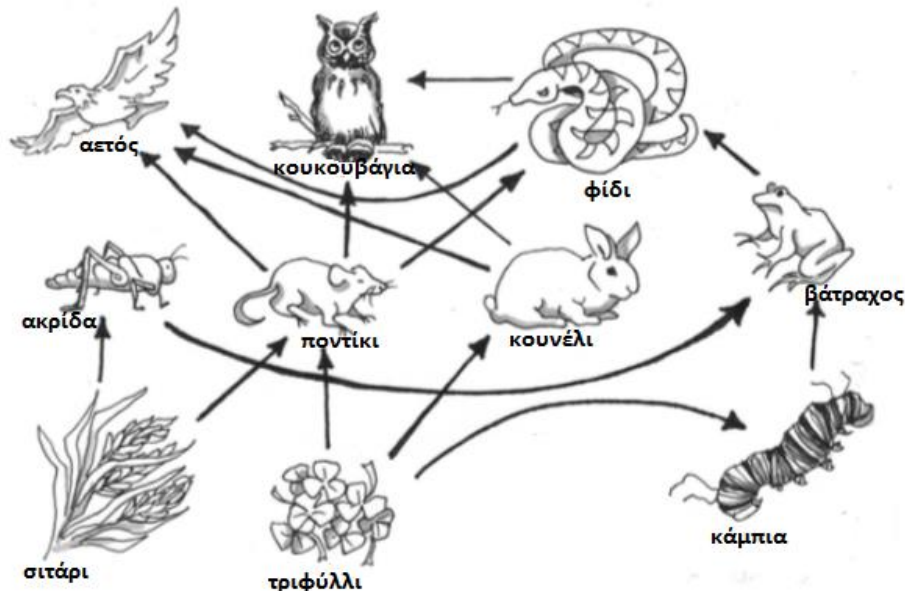 αετός
κουκουβάγια
φίδι
ακρίδα
ποντίκι
κουνέλι
βάτραχος
σιτάρι
τριφύλλι
κάμπια